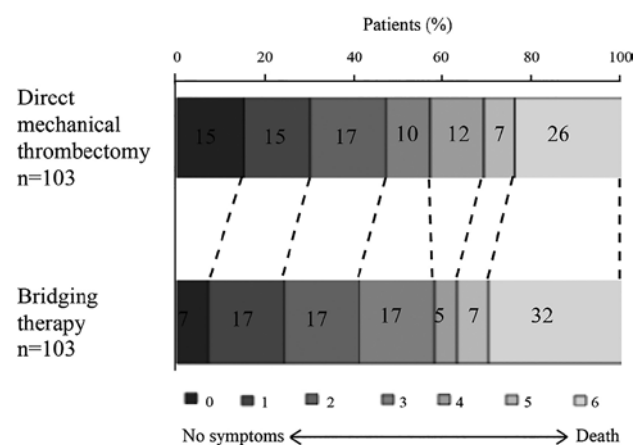 Patients (%)
0 20 40 60 80 100
Direct
mechanical
thrombectomy
n=103
15 15 17 10 12 7 26
Bridging
therapy
n=103
7 17 17 17 5 7 32
0 1 2 3 4 5 6
No symptoms Death